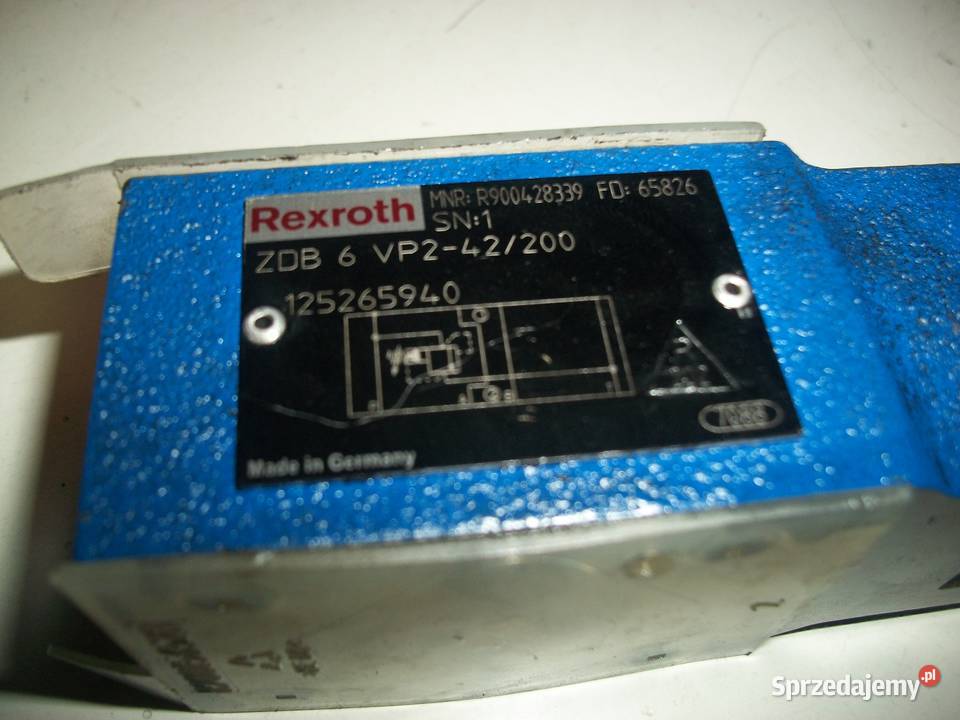 Rexroth MNR: R900428339 FD: 65826
SN:1
ZDB 6 VP2-42/200
125265940
Made in Germany
Sprzedajemy.pl